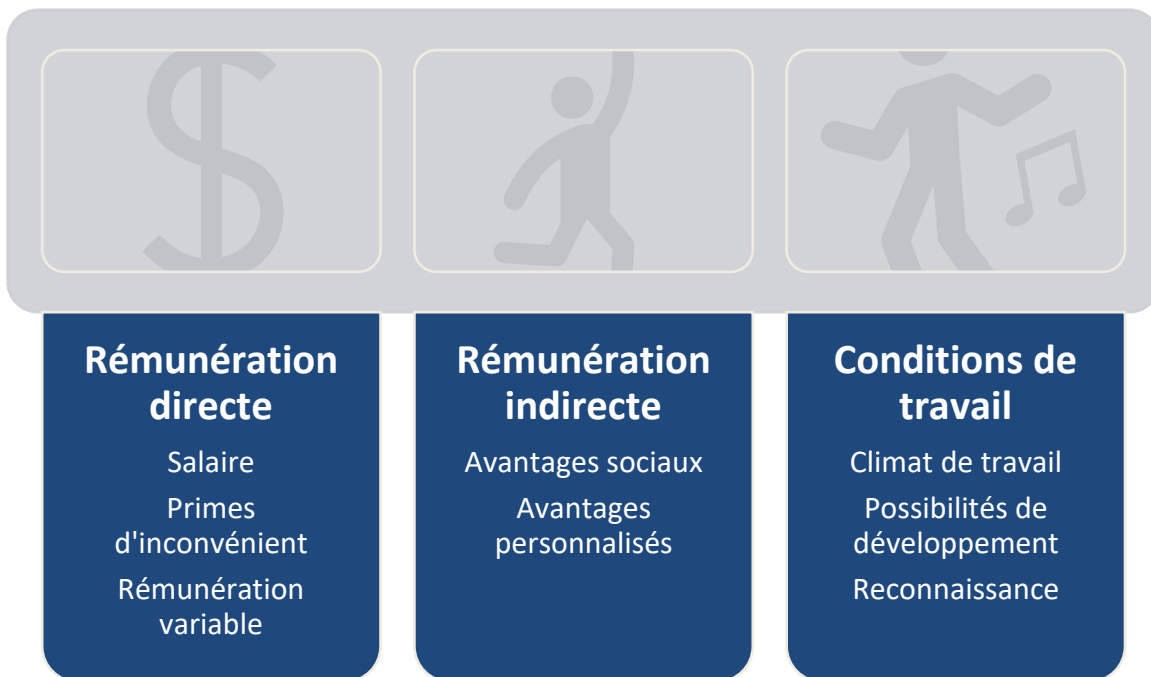 Rémunération
directe
Salaire
Primes
d'inconvénient
Rémunération
variable
Rémunération
indirecte
Avantages sociaux
Avantages
personnalisés
Conditions de
travail
Climat de travail
Possibilités de
développement
Reconnaissance